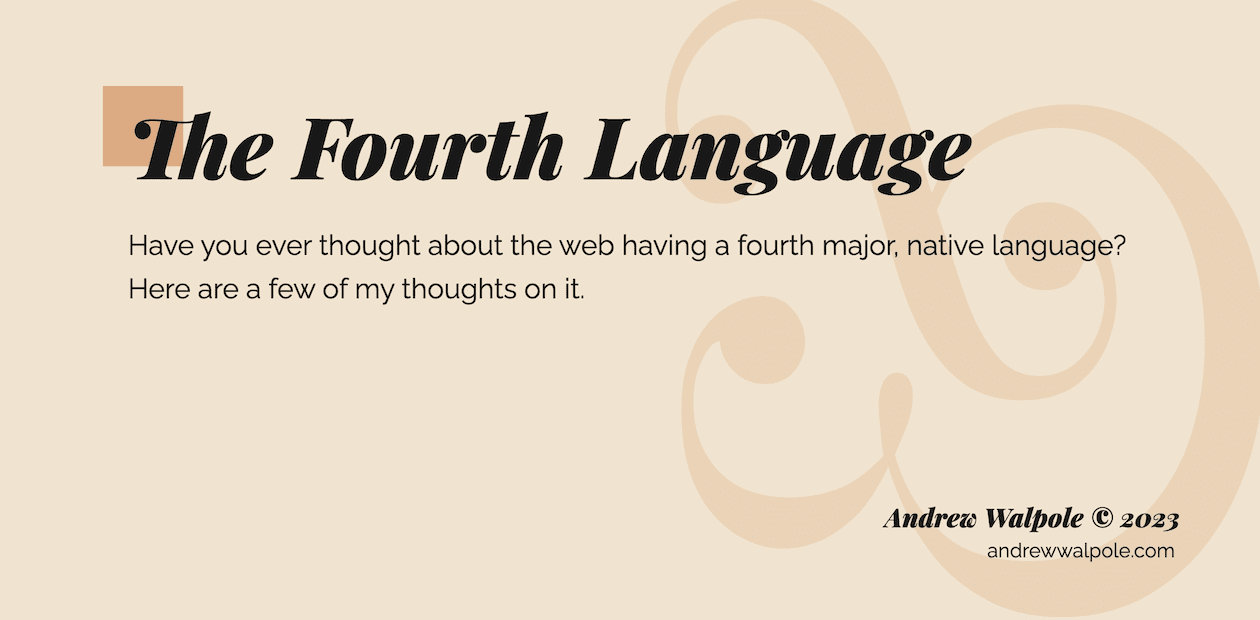 The Fourth Language
Have you ever thought about the web having a fourth major, native language?
Here are a few of my thoughts on it.
Andrew Walpole © 2023
andrewwalpole.com